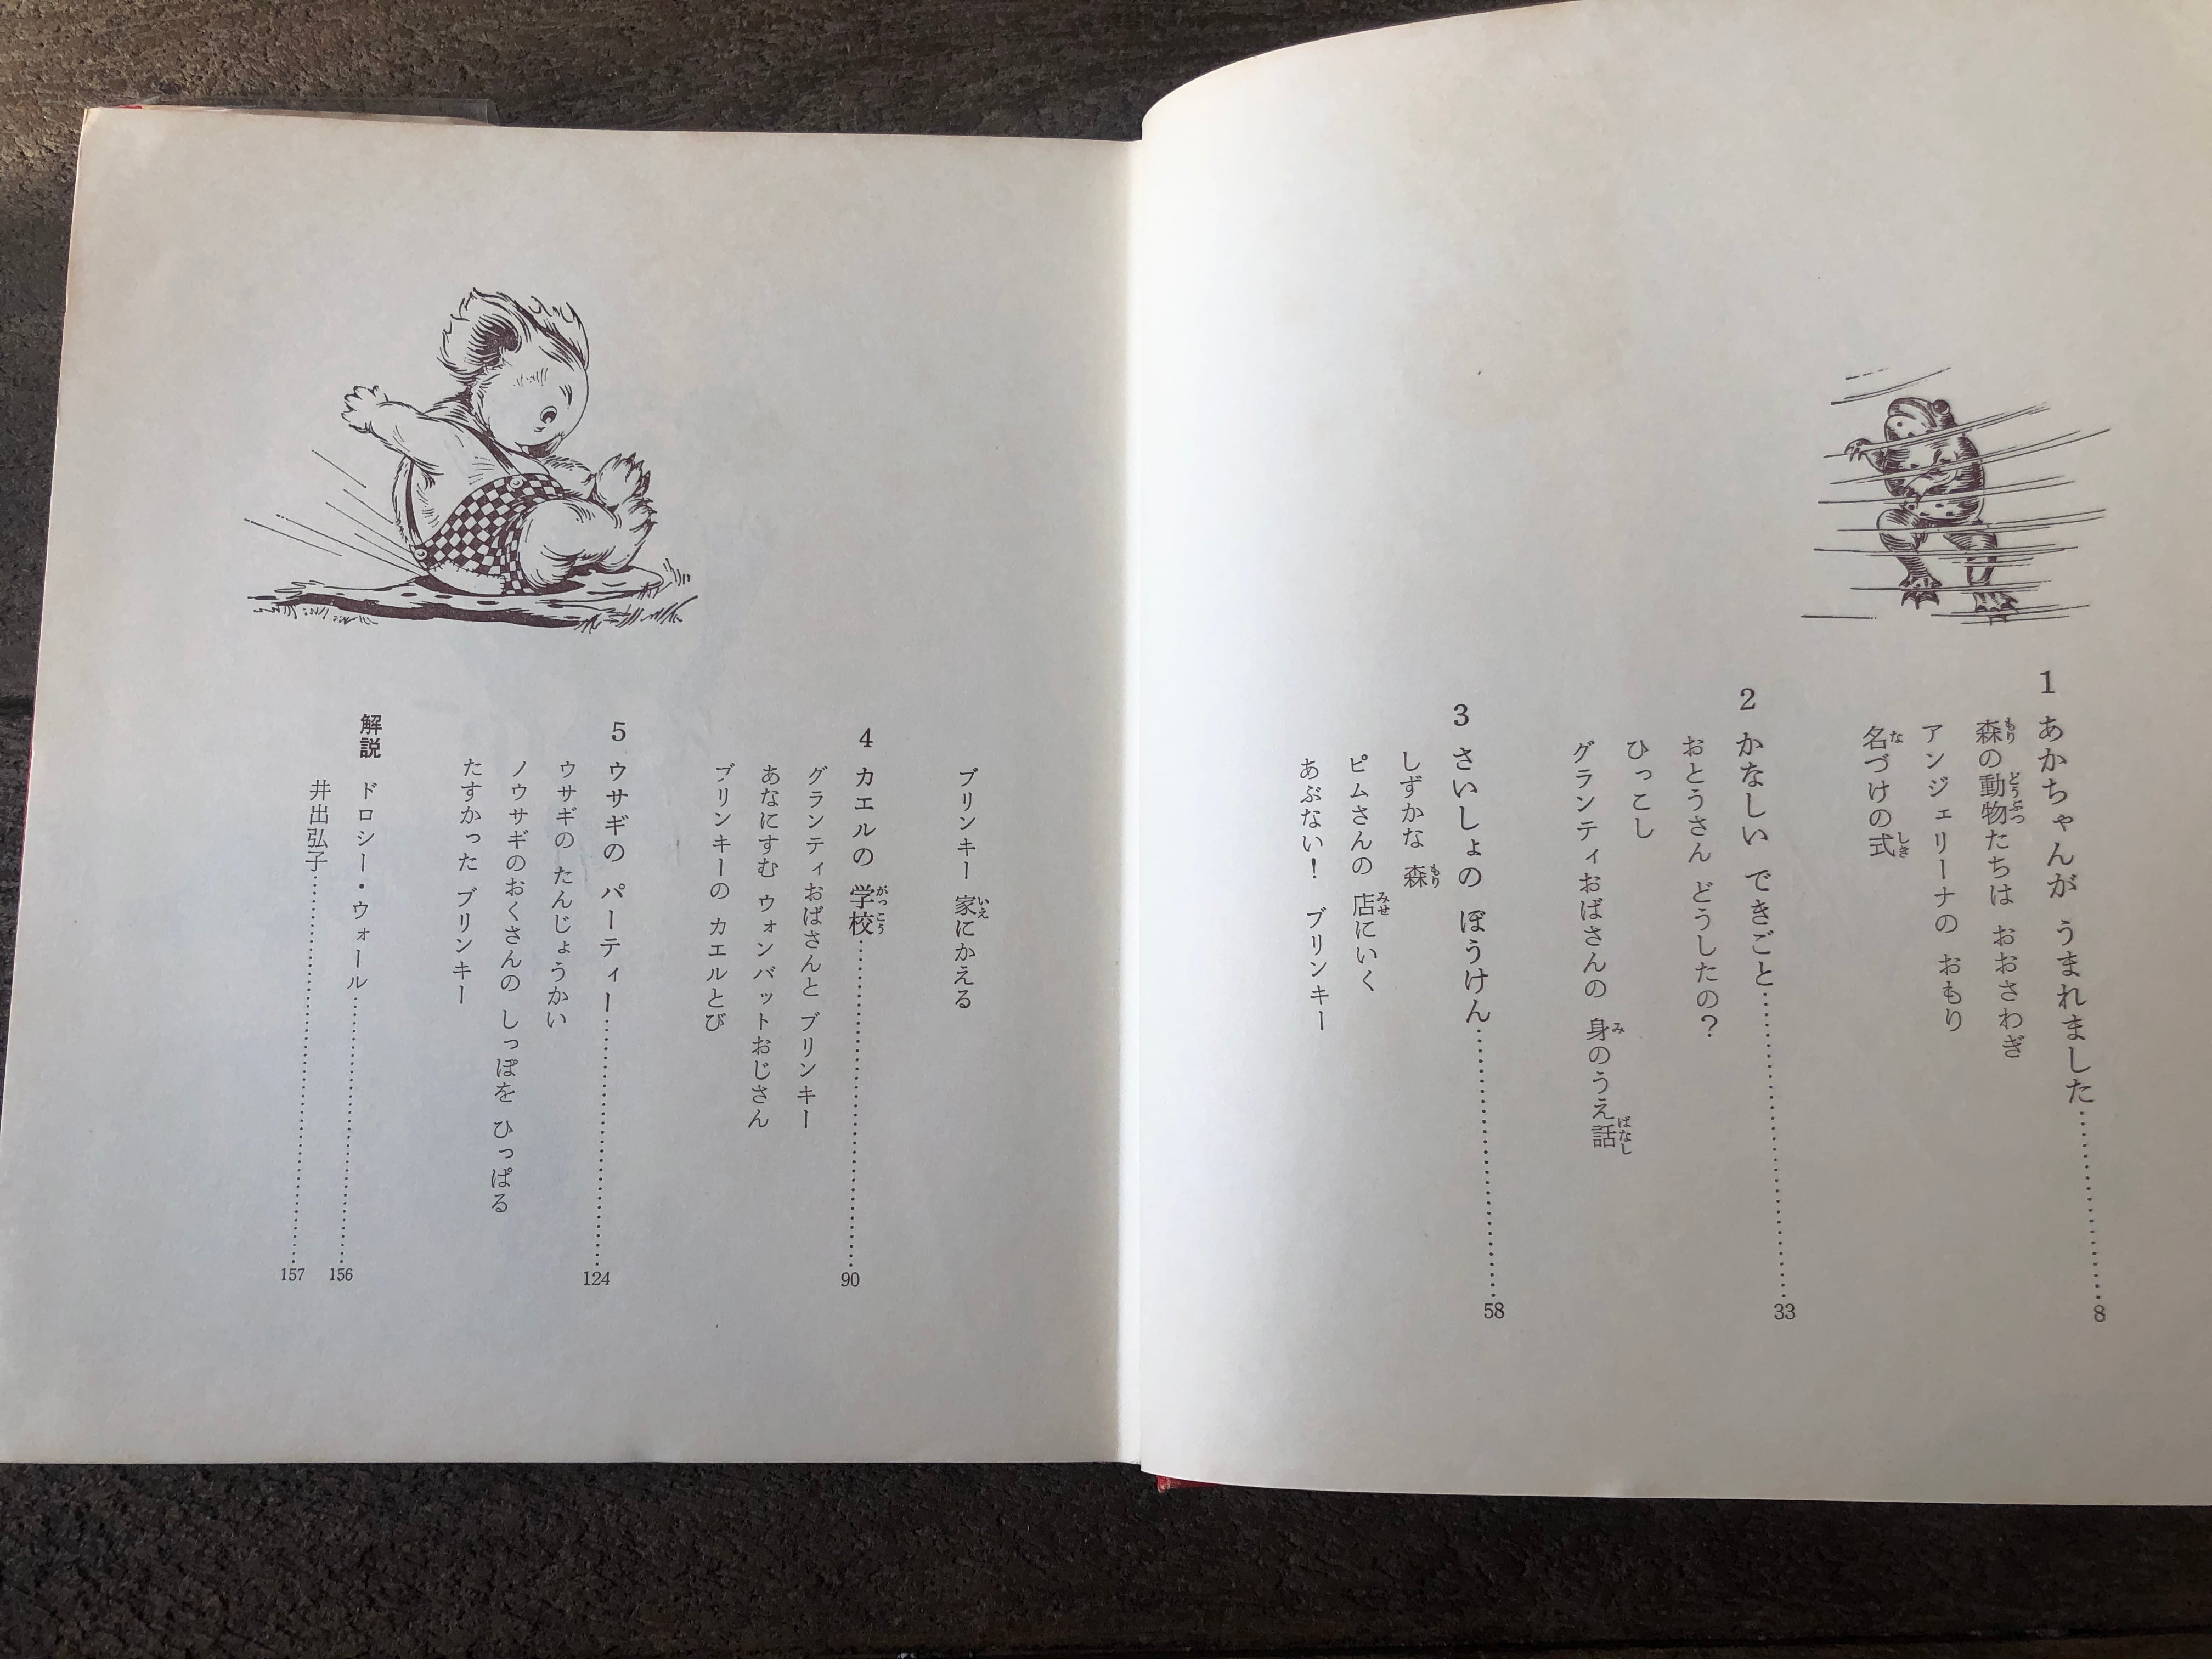 1 あかちゃんが うまれました……………8
森の動物たちは おおさわぎ
アンジェリーナの おもり
名づけの式
2 かなしい できごと……………33
おとうさん どうしたの？
ひっこし
グランティおばさんの 身のうえ話
3 さいしょの ぼうけん……………58
しずかな 森
ピムさんの 店にいく
あぶない！ ブリンキー
ブリンキー 家にかえる
4 カエルの 学校……………90
グランティおばさんと ブリンキー
あなにすむ ウォンバットおじさん
ブリンキーの カエルとび
5 ウサギの パーティー……………124
ウサギの たんじょうかい
ノウサギのおくさんの しっぽを ひっぱる
たすかった ブリンキー
解説 ドロシー・ウォール……………156
井出弘子……………157